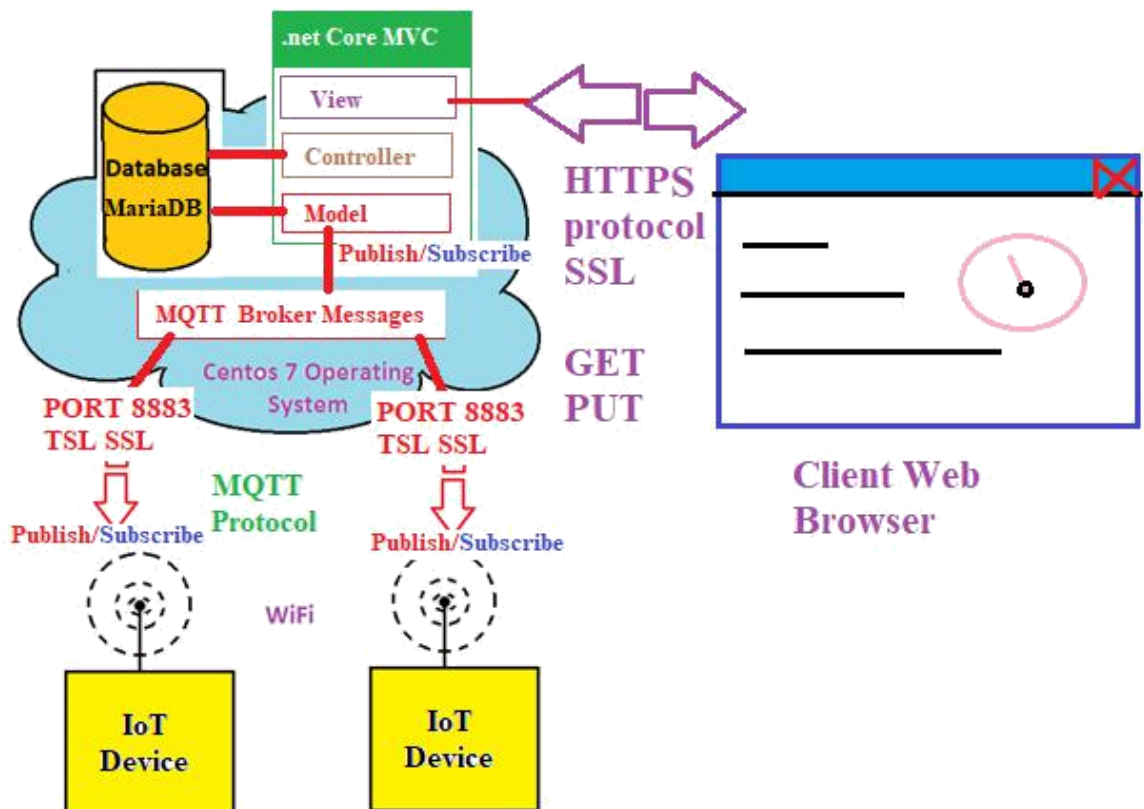 .net Core MVC
View
Controller
Model
Database
MariaDB
Publish/Subscribe
MQTT Broker Messages
Centos 7 Operating
System
PORT 8883
TSL SSL
PORT 8883
TSL SSL
MQTT
Protocol
Publish/Subscribe
Publish/Subscribe
WiFi
IoT
Device
IoT
Device
HTTPS
protocol
SSL
GET
PUT
Client Web
Browser